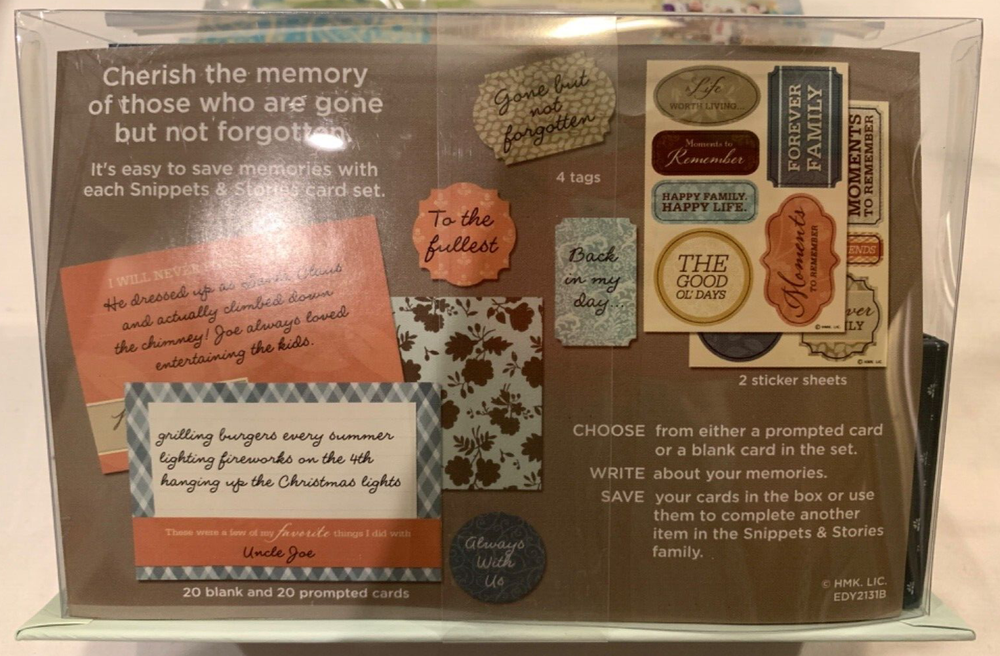 Cherish the memory
of those who are gone
but not forgotten.
It's easy to save memories with
each Snippets & Stories card set.
Gone but
not
forgotten
4 tags
To the
fullest
Back
in my
day...
Life
WORTH LIVING...
Moments to
Remember
HAPPY FAMILY.
HAPPY LIFE.
THE
GOOD
OL' DAYS
FOREVER
FAMILY
Moments
TO REMEMBER
© HMK. LIC.
MOMENTS
TO REMEMBER
ENDS
ver
ILY
© HMK. LIC.
2 sticker sheets
I WILL NEVER
He dressed up as Santa Claus
and actually climbed down
the chimney! Joe always loved
entertaining the kids.
grilling burgers every summer
lighting fireworks on the 4th
hanging up the Christmas lights
These were a few of my favorite things I did with
Uncle Joe
20 blank and 20 prompted cards
Always
With
Us
CHOOSE from either a prompted card
or a blank card in the set.
WRITE about your memories.
SAVE your cards in the box or use
them to complete another
item in the Snippets & Stories
family.
© HMK. LIC.
EDY2131B